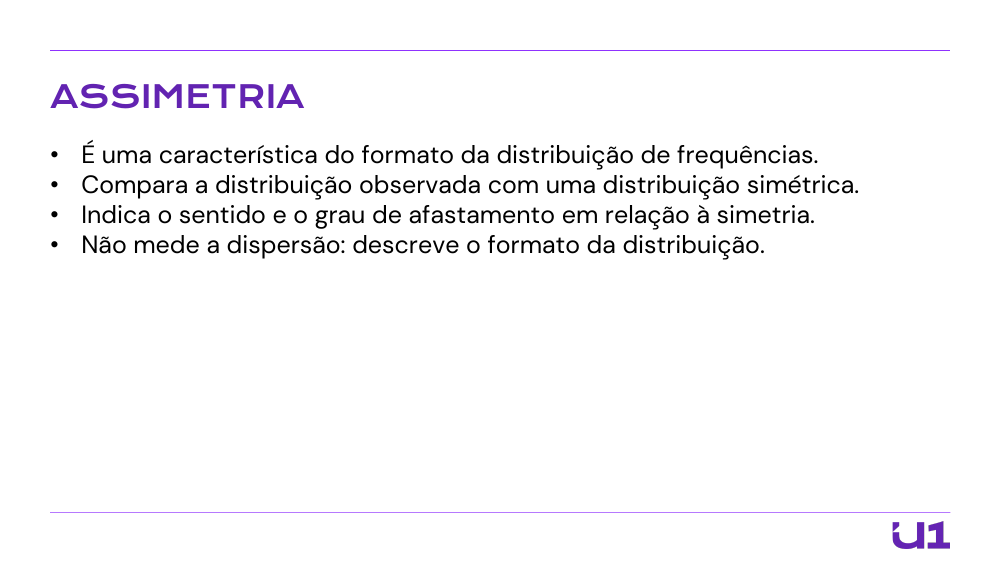 ASSIMETRIA
• É uma característica do formato da distribuição de frequências.
• Compara a distribuição observada com uma distribuição simétrica.
• Indica o sentido e o grau de afastamento em relação à simetria.
• Não mede a dispersão: descreve o formato da distribuição.
u1